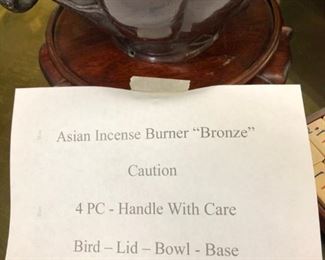 Asian Incense Burner “Bronze”
Caution
4 PC - Handle With Care
Bird – Lid – Bowl - Base